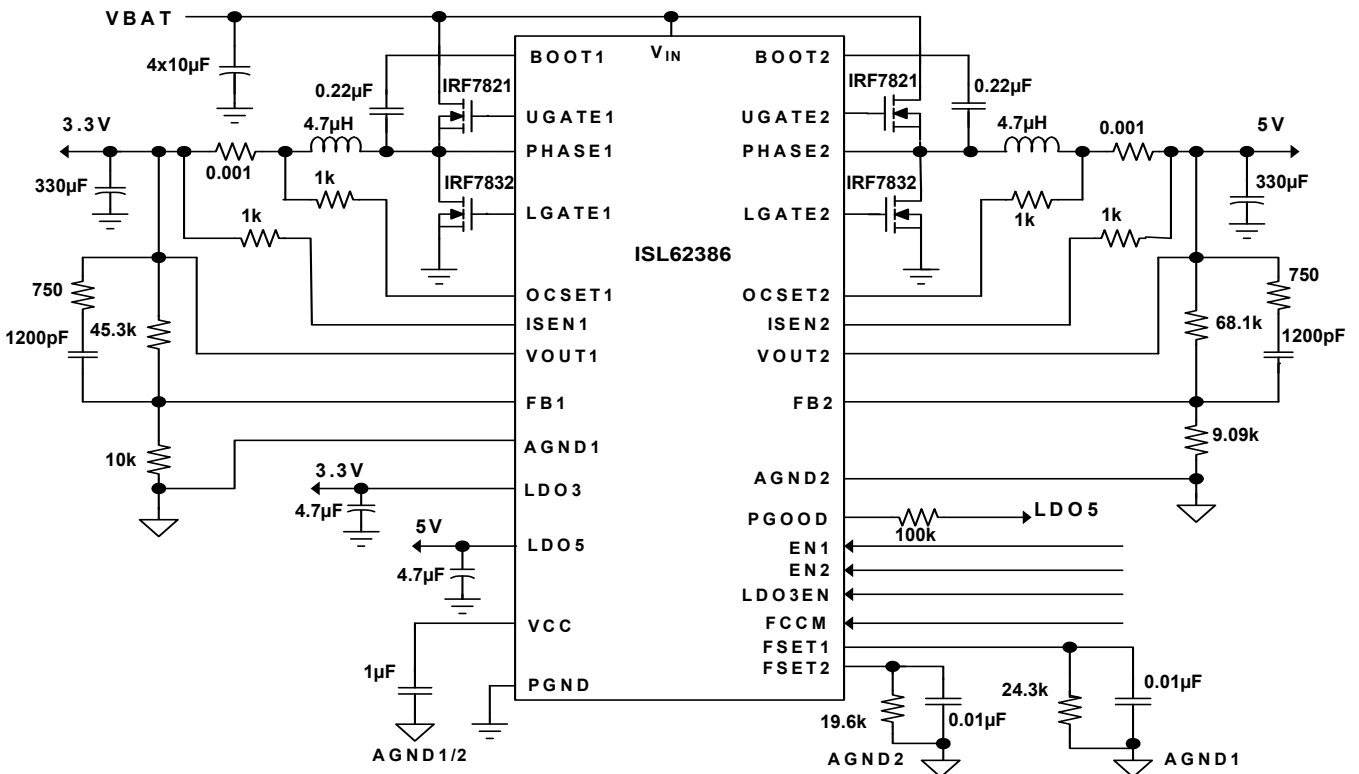 VBAT
4x10µF
BOOT1
VIN
BOOT2
IRF7821
0.22µF
UGATE1
IRF7821
UGATE2
0.22µF
3.3V
4.7µH
0.001
PHASE1
PHASE2
4.7µH
0.001
5V
330µF
1k
1k
IRF7832
LGATE1
IRF7832
LGATE2
1k
1k
330µF
ISL62386
OCSET1
OCSET2
ISEN1
ISEN2
VOUT1
VOUT2
750
1200pF
45.3k
68.1k
750
1200pF
FB1
FB2
10k
AGND1
9.09k
AGND2
3.3V
LDO3
4.7µF
PGOOD
100k
LDO5
5V
LDO5
4.7µF
EN1
EN2
LDO3EN
FCCM
VCC
FSET1
FSET2
1µF
PGND
AGND1/2
19.6k
0.01µF
AGND2
24.3k
0.01µF
AGND1